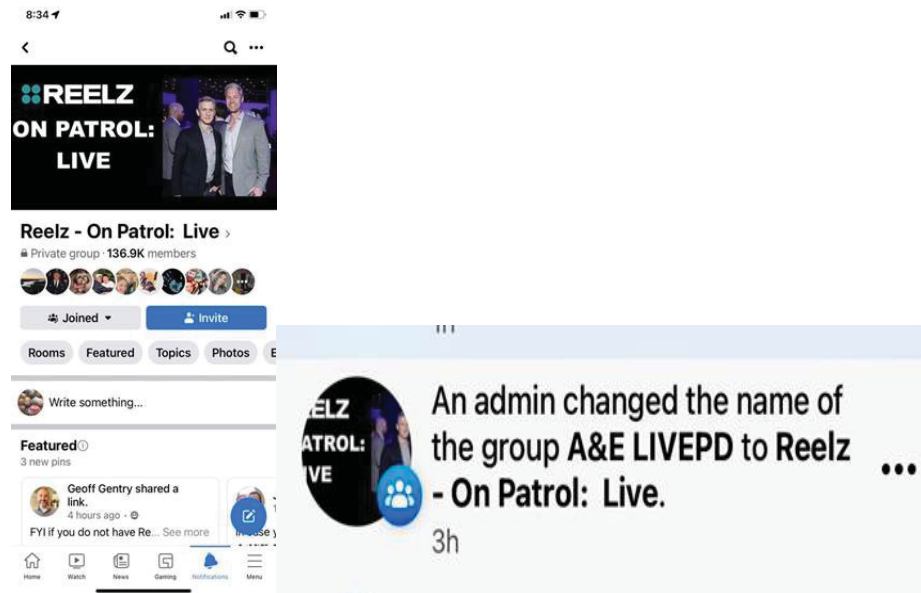 8:34
REELZ
ON PATROL:
LIVE
Reelz - On Patrol: Live >
Private group · 136.9K members
Joined
Invite
Rooms Featured Topics Photos E
Write something...
Featured
3 new pins
Geoff Gentry shared a
link.
4 hours ago
FYI if you do not have Re... See more
In case y
Home Watch News Gaming Notifications Menu
ELZ
ATROL:
VE
An admin changed the name of
the group A&E LIVEPD to Reelz
- On Patrol: Live.
3h